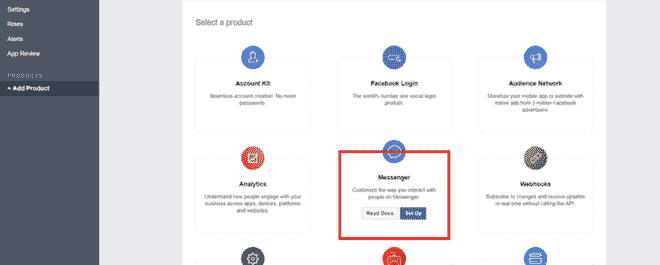 Settings
Roles
Alerts
App Review
PRODUCTS
+ Add Product
Select a product
Account Kit
Seamless account creation. No more
passwords.
Facebook Login
The world's number one social login
product.
Audience Network
Monetize your mobile app or website with
native ads from 3 million Facebook
advertisers.
Analytics
Understand how people engage with your
business across apps, devices, platforms
and websites.
Messenger
Customize the way you interact with
people on Messenger.
Read Docs
Set Up
Webhooks
Subscribe to changes and receive updates
in real time without calling the API.